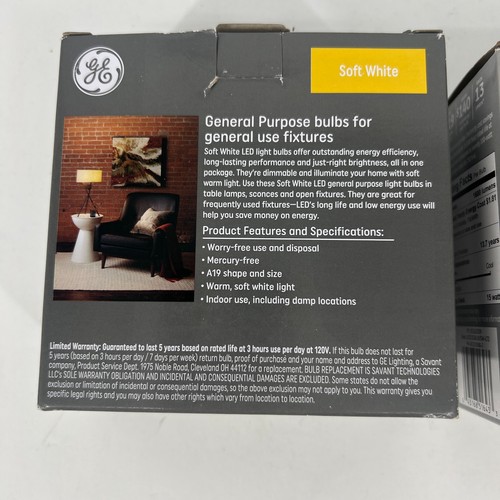 GE
Soft White
General Purpose bulbs for
general use fixtures
Soft White LED light bulbs offer outstanding energy efficiency,
long-lasting performance and just-right brightness, all in one
package. They're dimmable and illuminate your home with soft
warm light. Use these Soft White LED general purpose light bulbs in
table lamps, sconces and open fixtures. They are great for
frequently used fixtures—LED's long life and low energy use will
help you save money on energy.
Product Features and Specifications:
• Worry-free use and disposal
• Mercury-free
• A19 shape and size
• Warm, soft white light
• Indoor use, including damp locations
Limited Warranty: Guaranteed to last 5 years based on rated life at 3 hours use per day at 120V. If this bulb does not last for
5 years (based on 3 hours per day / 7 days per week) return bulb, proof of purchase and your name and address to GE Lighting, a Savant
company, Product Service Dept. 1975 Noble Road, Cleveland OH 44112 for a replacement. BULB REPLACEMENT IS SAVANT TECHNOLOGIES
LLC's SOLE WARRANTY OBLIGATION AND INCIDENTAL AND CONSEQUENTIAL DAMAGES ARE EXCLUDED. Some states do not allow the
exclusion or limitation of incidental or consequential damages, so the above exclusion may not apply to you. This warranty gives you
specific legal rights and you may also have other rights which vary from location to location.
13
$1.81
13.7 years
15 watts